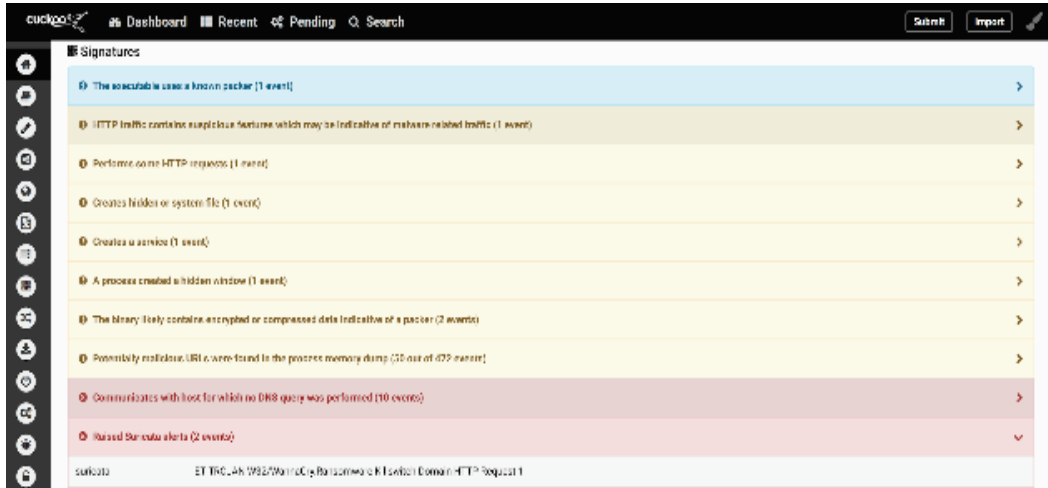 cuckoo Dashboard Recent Pending Search Submit Import
Signatures
The executable uses a known packer (1 event)
HTTP traffic contains suspicious features which may be indicative of malware related traffic (1 event)
Performs some HTTP requests (1 event)
Creates hidden or system file (1 event)
Creates a service (1 event)
A process created a hidden window (1 event)
The binary likely contains encrypted or compressed data indicative of a packer (2 events)
Potentially malicious URLs were found in the process memory dump (50 out of 472 events)
Communicates with host for which no DNS query was performed (10 events)
Raised Suricata alerts (2 events)
suricata ET TROJAN W32/WannaCry.Ransomware Killswitch Domain HTTP Request 1